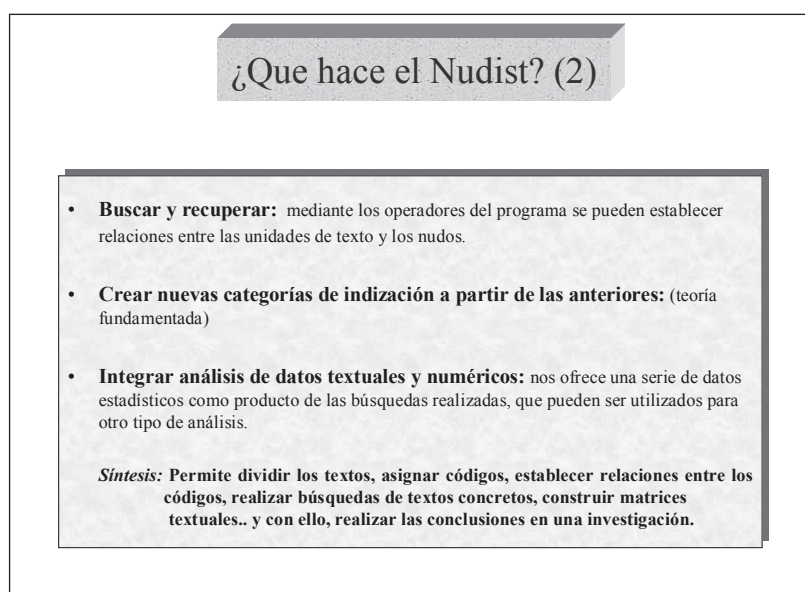 ¿Que hace el Nudist? (2)
• Buscar y recuperar: mediante los operadores del programa se pueden establecer
relaciones entre las unidades de texto y los nudos.
• Crear nuevas categorías de indización a partir de las anteriores: (teoría
fundamentada)
• Integrar análisis de datos textuales y numéricos: nos ofrece una serie de datos
estadísticos como producto de las búsquedas realizadas, que pueden ser utilizados para
otro tipo de análisis.
Síntesis: Permite dividir los textos, asignar códigos, establecer relaciones entre los
códigos, realizar búsquedas de textos concretos, construir matrices
textuales.. y con ello, realizar las conclusiones en una investigación.